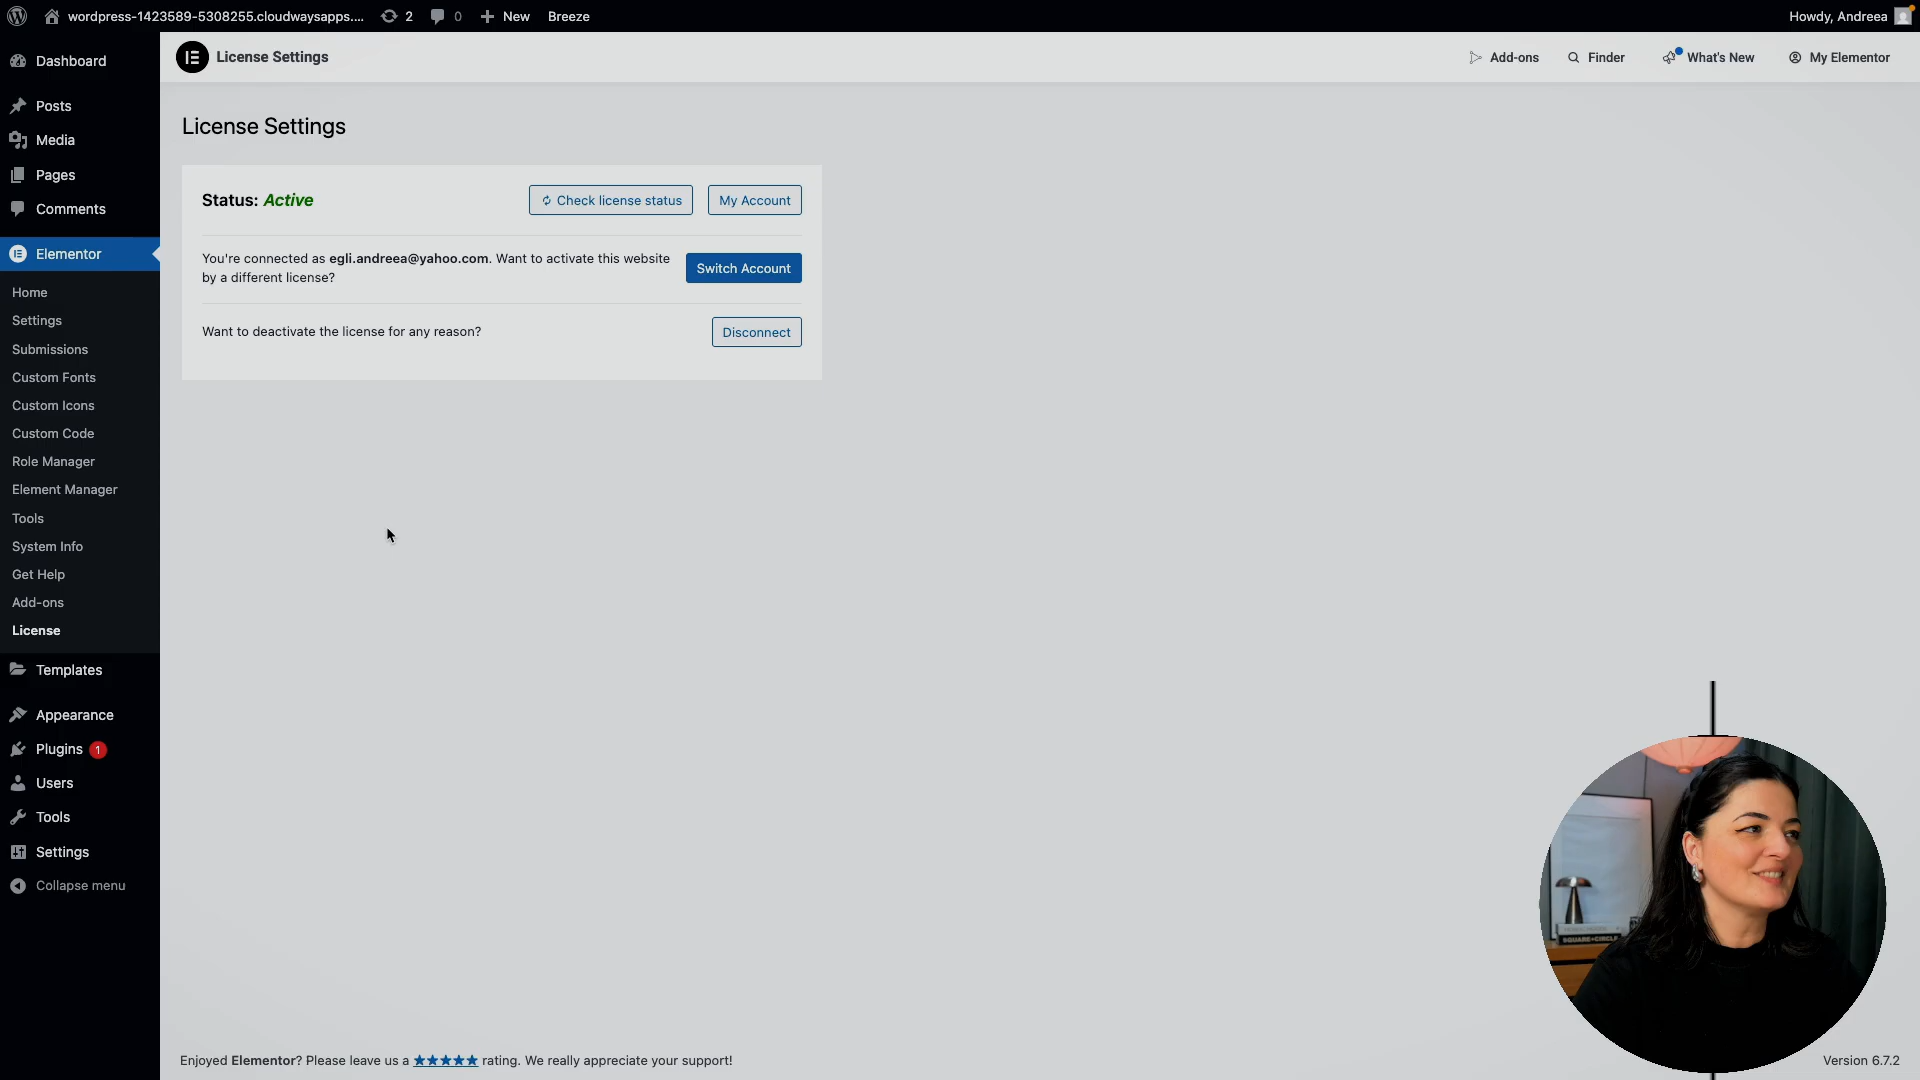 wordpress-1423589-5308255.cloudwaysapps....
2
0
New
Breeze
Howdy, Andreea
Dashboard
Posts
Media
Pages
Comments
Elementor
Home
Settings
Submissions
Custom Fonts
Custom Icons
Custom Code
Role Manager
Element Manager
Tools
System Info
Get Help
Add-ons
License
Templates
Appearance
Plugins 1
Users
Tools
Settings
Collapse menu
License Settings
Add-ons
Finder
What's New
My Elementor
License Settings
Status: Active
Check license status
My Account
You're connected as egli.andreea@yahoo.com. Want to activate this website
by a different license?
Switch Account
Want to deactivate the license for any reason?
Disconnect
SQUARE+CIRCLE
Enjoyed Elementor? Please leave us a ★★★★★ rating. We really appreciate your support!
Version 6.7.2